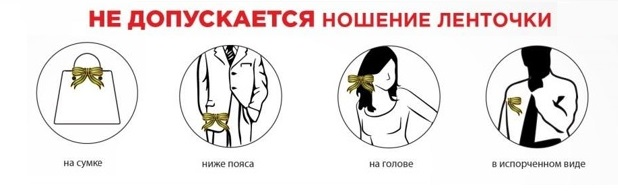 НЕ ДОПУСКАЕТСЯ НОШЕНИЕ ЛЕНТОЧКИ
на сумке
ниже пояса
на голове
в испорченном виде